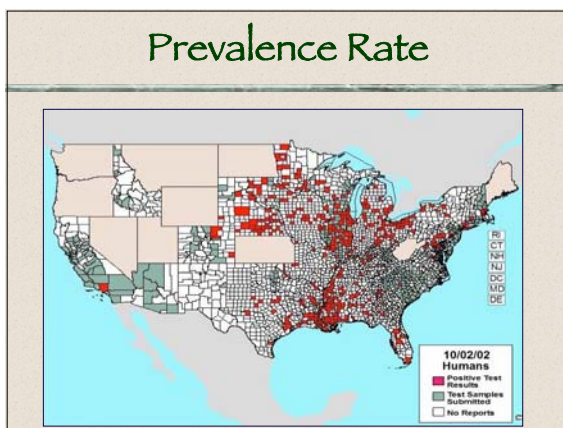 Prevalence Rate
RI
CT
NH
NJ
DC
MD
DE
10/02/02
Humans
Positive Test
Results
Test Samples
Submitted
No Reports